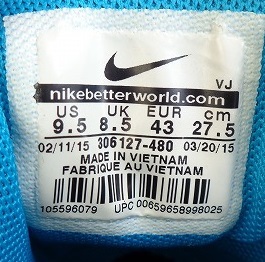 VJ
nikebetterworld.com
US UK EUR cm
9.5 8.5 43 27.5
02/11/15 306127-480 03/20/15
MADE IN VIETNAM
FABRIQUE AU VIETNAM
105596079 UPC 00659658998025